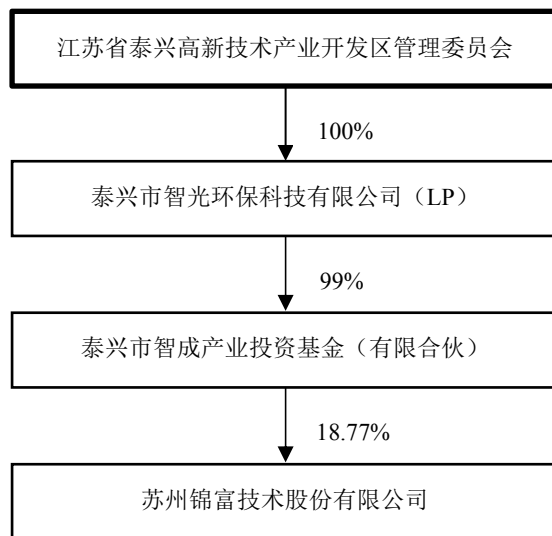 江苏省泰兴高新技术产业开发区管理委员会
100%
泰兴市智光环保科技有限公司（LP）
99%
泰兴市智成产业投资基金（有限合伙）
18.77%
苏州锦富技术股份有限公司